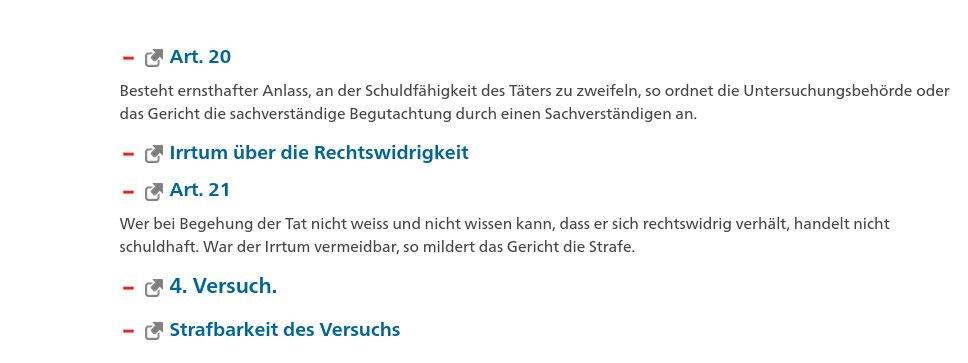 – Art. 20
Besteht ernsthafter Anlass, an der Schuldfähigkeit des Täters zu zweifeln, so ordnet die Untersuchungsbehörde oder
das Gericht die sachverständige Begutachtung durch einen Sachverständigen an.
– Irrtum über die Rechtswidrigkeit
– Art. 21
Wer bei Begehung der Tat nicht weiss und nicht wissen kann, dass er sich rechtswidrig verhält, handelt nicht
schuldhaft. War der Irrtum vermeidbar, so mildert das Gericht die Strafe.
– 4. Versuch.
– Strafbarkeit des Versuchs